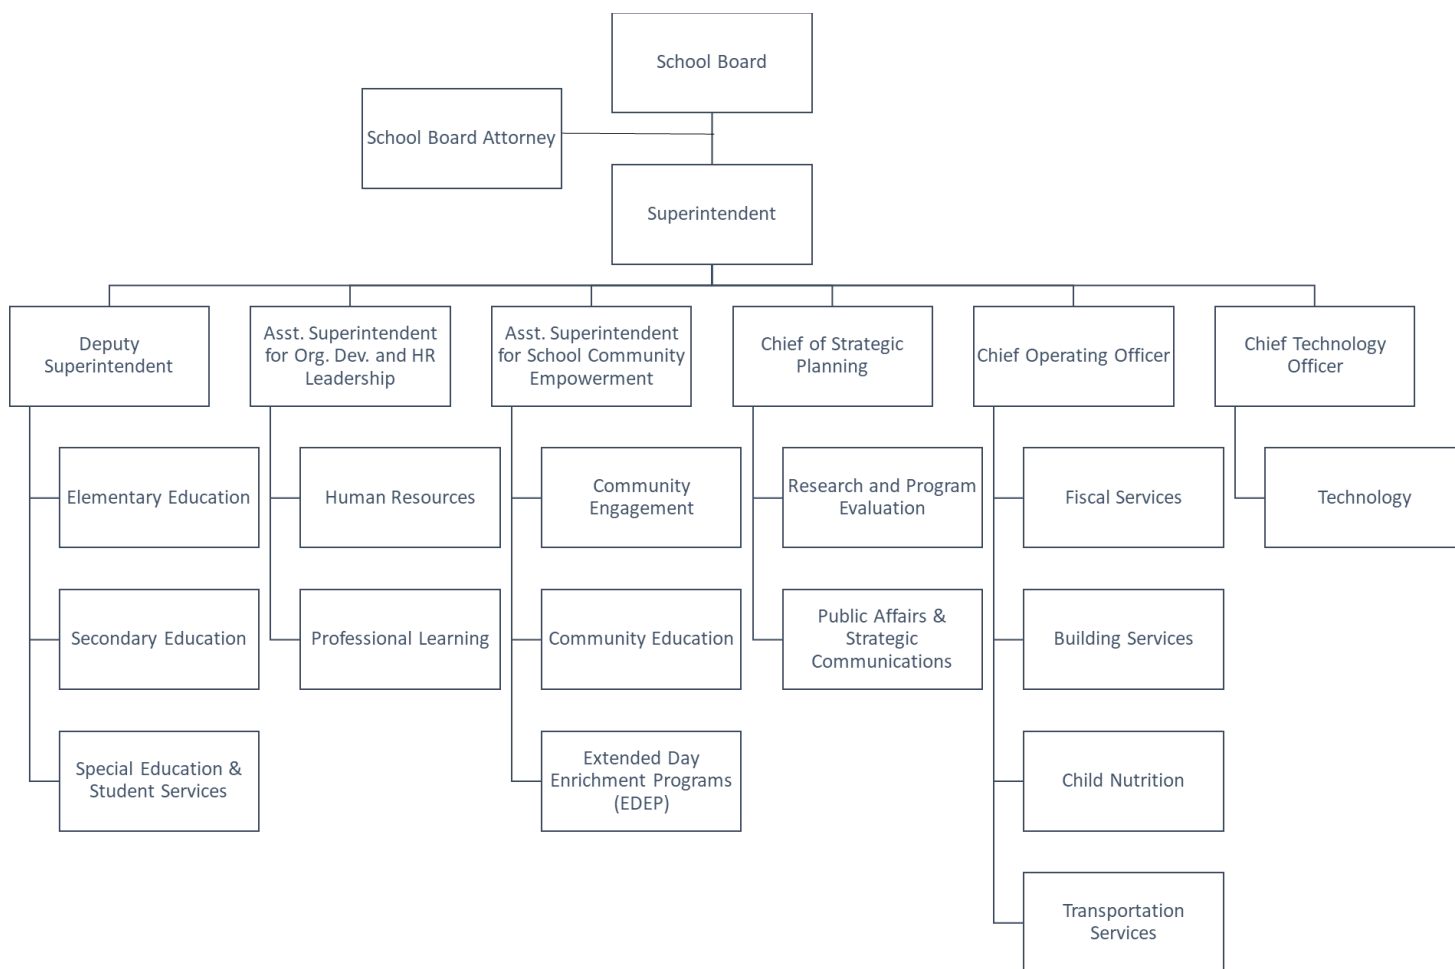 School Board
School Board Attorney
Superintendent
Deputy
Superintendent
Asst. Superintendent
for Org. Dev. and HR
Leadership
Asst. Superintendent
for School Community
Empowerment
Chief of Strategic
Planning
Chief Operating Officer
Chief Technology
Officer
Elementary Education
Human Resources
Community
Engagement
Research and Program
Evaluation
Fiscal Services
Technology
Secondary Education
Professional Learning
Community Education
Public Affairs &
Strategic
Communications
Building Services
Special Education &
Student Services
Extended Day
Enrichment Programs
(EDEP)
Child Nutrition
Transportation
Services